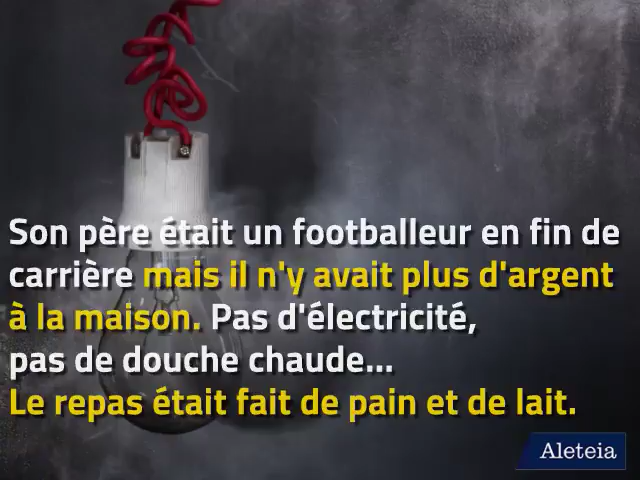 Son père était un footballeur en fin de
carrière mais il n'y avait plus d'argent
à la maison. Pas d'électricité,
pas de douche chaude...
Le repas était fait de pain et de lait.
Aleteia